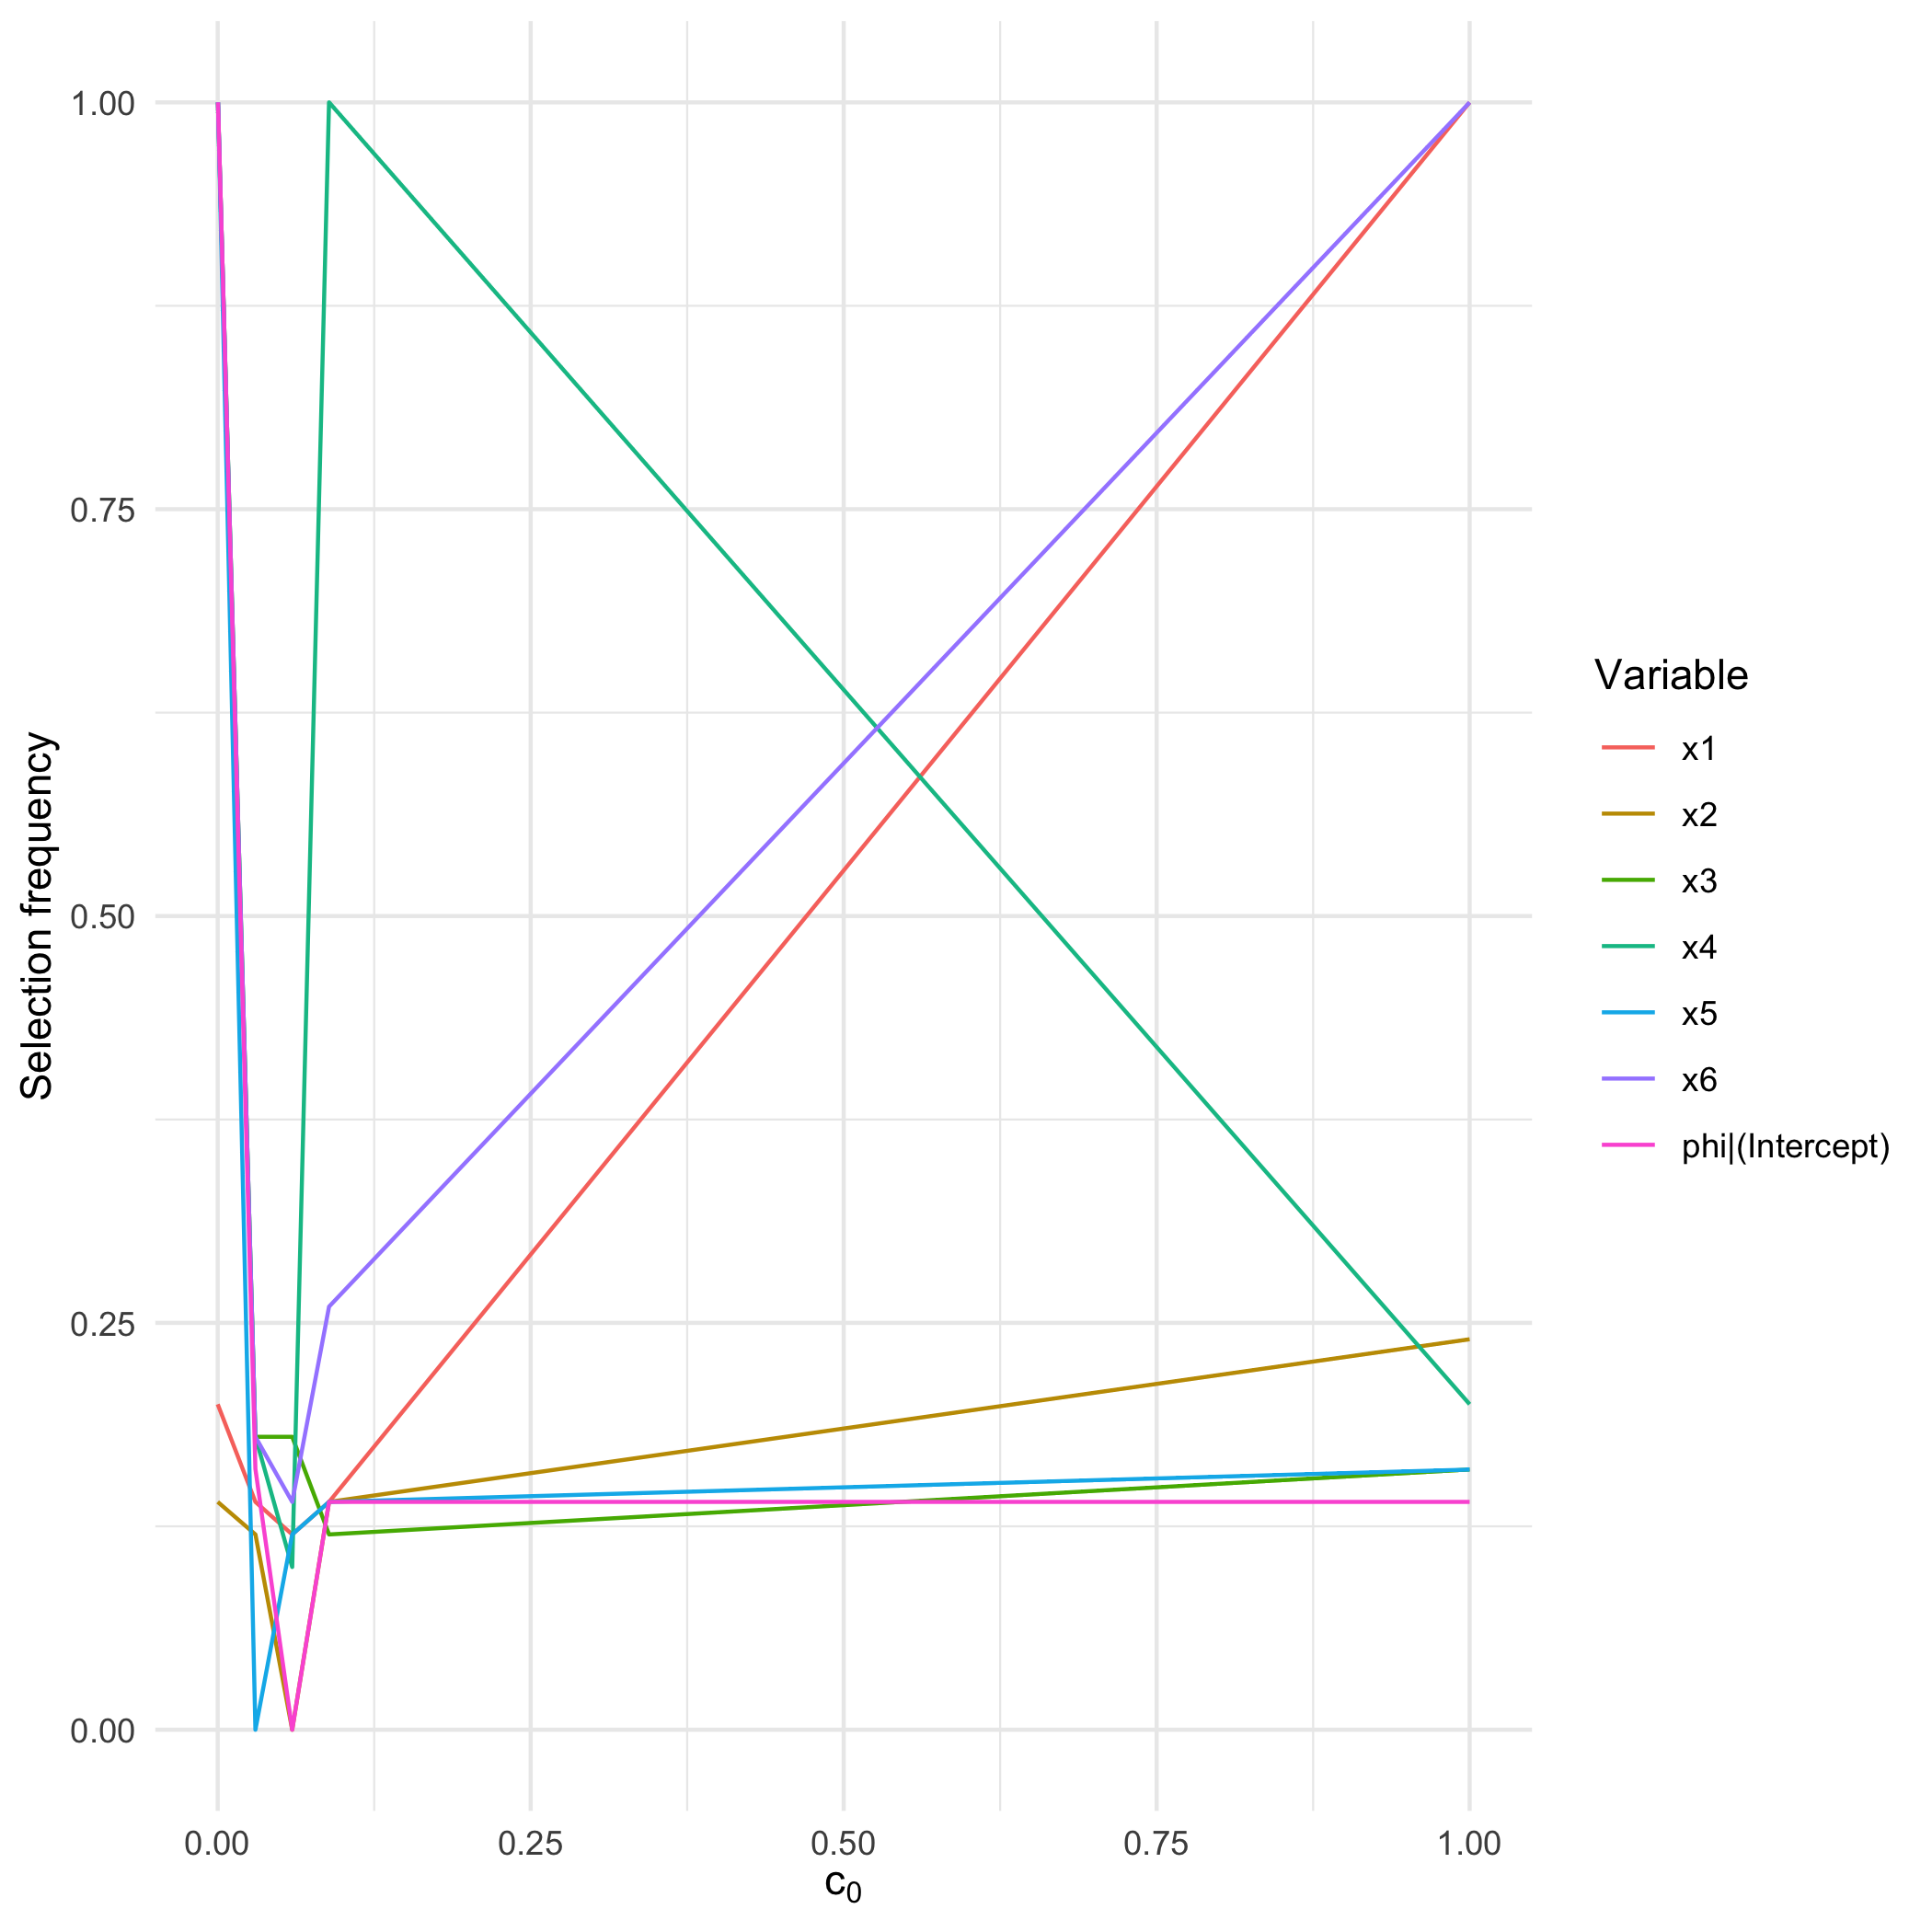 1.00
0.75
0.50
0.25
0.00
Selection frequency
0.00 0.25 0.50 0.75 1.00
c0
Variable
x1
x2
x3
x4
x5
x6
phi|(Intercept)